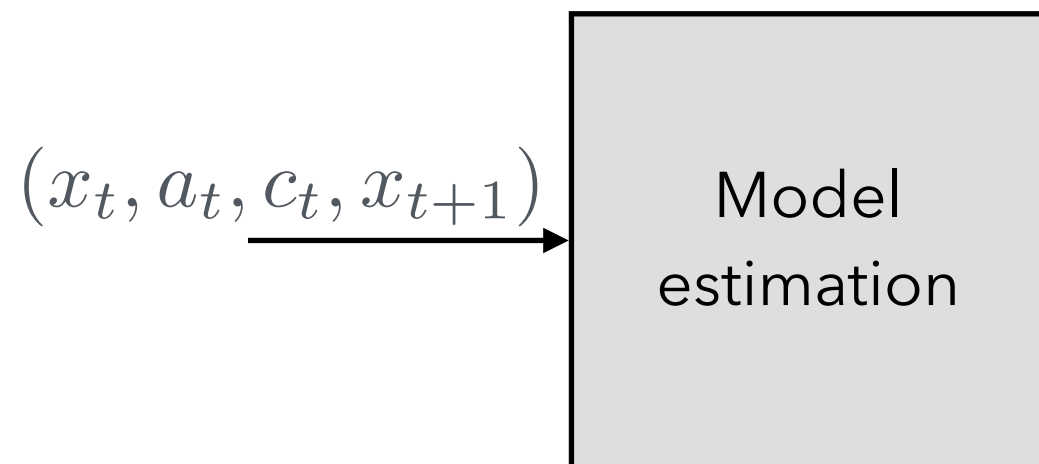 (x_t, a_t, c_t, x_{t+1})
Model
estimation